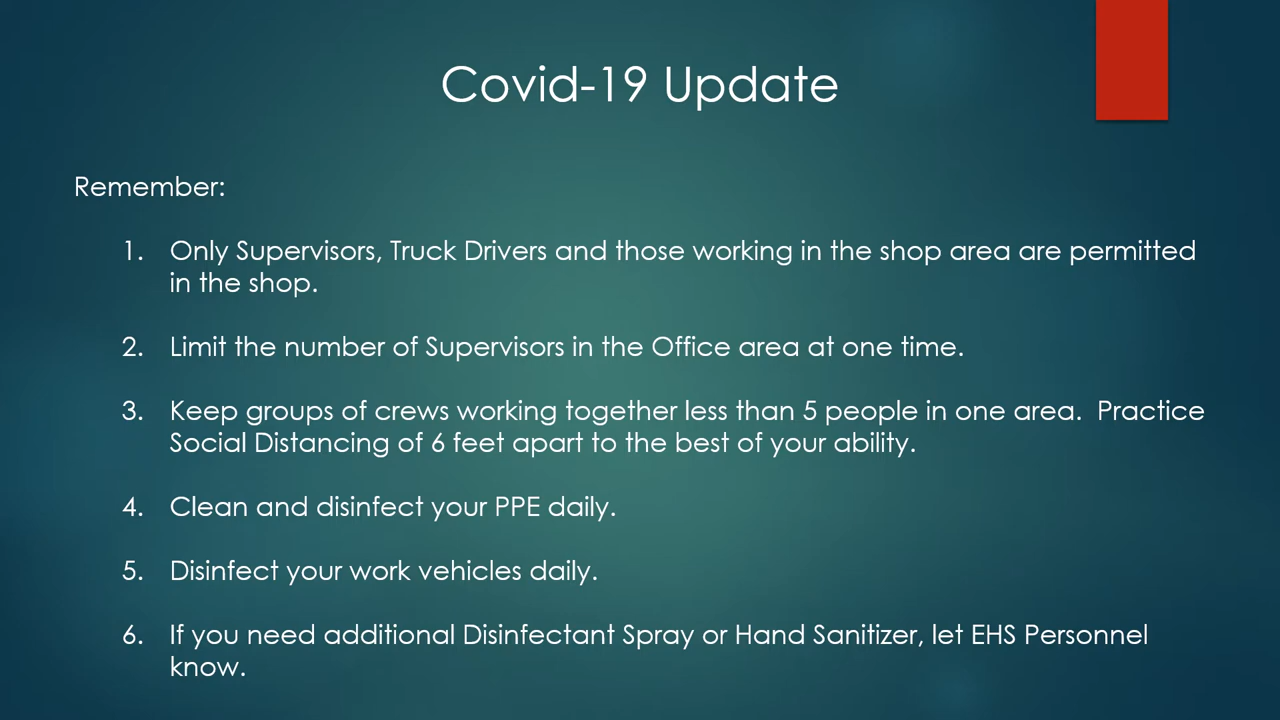 Covid-19 Update
Remember:
1. Only Supervisors, Truck Drivers and those working in the shop area are permitted
in the shop.
2. Limit the number of Supervisors in the Office area at one time.
3. Keep groups of crews working together less than 5 people in one area.  Practice
Social Distancing of 6 feet apart to the best of your ability.
4. Clean and disinfect your PPE daily.
5. Disinfect your work vehicles daily.
6. If you need additional Disinfectant Spray or Hand Sanitizer, let EHS Personnel
know.